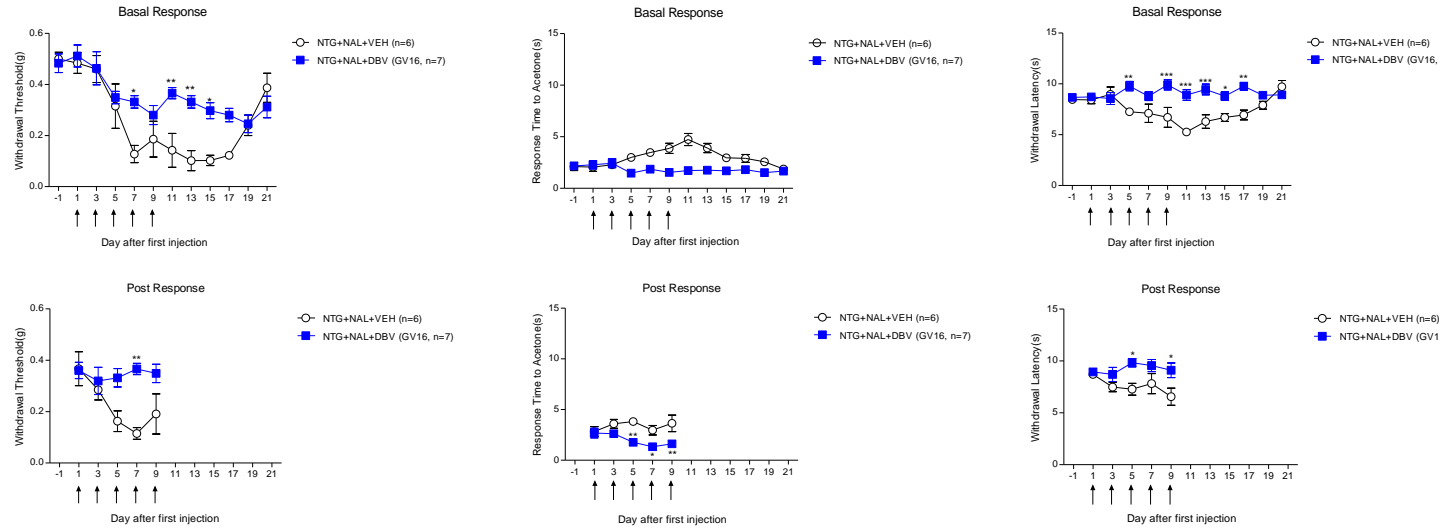 Basal Response
0.6
0.4
0.2
0.0
Withdrawal Threshold(g)
NTG+NAL+VEH (n=6)
NTG+NAL+DBV (GV16, n=7)
* ** ** *
-1 1 3 5 7 9 11 13 15 17 19 21
Day after first injection
Basal Response
15
10
5
0
Response Time to Acetone(s)
NTG+NAL+VEH (n=6)
NTG+NAL+DBV (GV16, n=7)
-1 1 3 5 7 9 11 13 15 17 19 21
Day after first injection
Basal Response
15
10
5
0
Withdrawal Latency(s)
NTG+NAL+VEH (n=6)
NTG+NAL+DBV (GV16,
** *** *** *** * **
-1 1 3 5 7 9 11 13 15 17 19 21
Day after first injection
Post Response
0.6
0.4
0.2
0.0
Withdrawal Threshold(g)
NTG+NAL+VEH (n=6)
NTG+NAL+DBV (GV16, n=7)
**
-1 1 3 5 7 9 11 13 15 17 19 21
Day after first injection
Post Response
15
10
5
0
Response Time to Acetone(s)
NTG+NAL+VEH (n=6)
NTG+NAL+DBV (GV16, n=7)
** * **
-1 1 3 5 7 9 11 13 15 17 19 21
Day after first injection
Post Response
15
10
5
0
Withdrawal Latency(s)
NTG+NAL+VEH (n=6)
NTG+NAL+DBV (GV1
* *
-1 1 3 5 7 9 11 13 15 17 19 21
Day after first injection